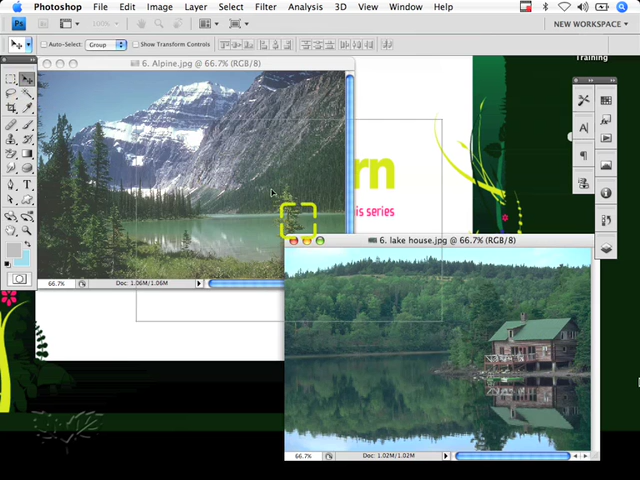 Photoshop File Edit Image Layer Select Filter Analysis 3D View Window Help
Ps 100% NEW WORKSPACE
Auto-Select: Group Show Transform Controls
Training
6. Alpine.jpg @ 66.7% (RGB/8)
rn
is series
6. lake house.jpg @ 66.7% (RGB/8)
66.7% Doc: 1.06M/1.06M
66.7% Doc: 1.02M/1.02M